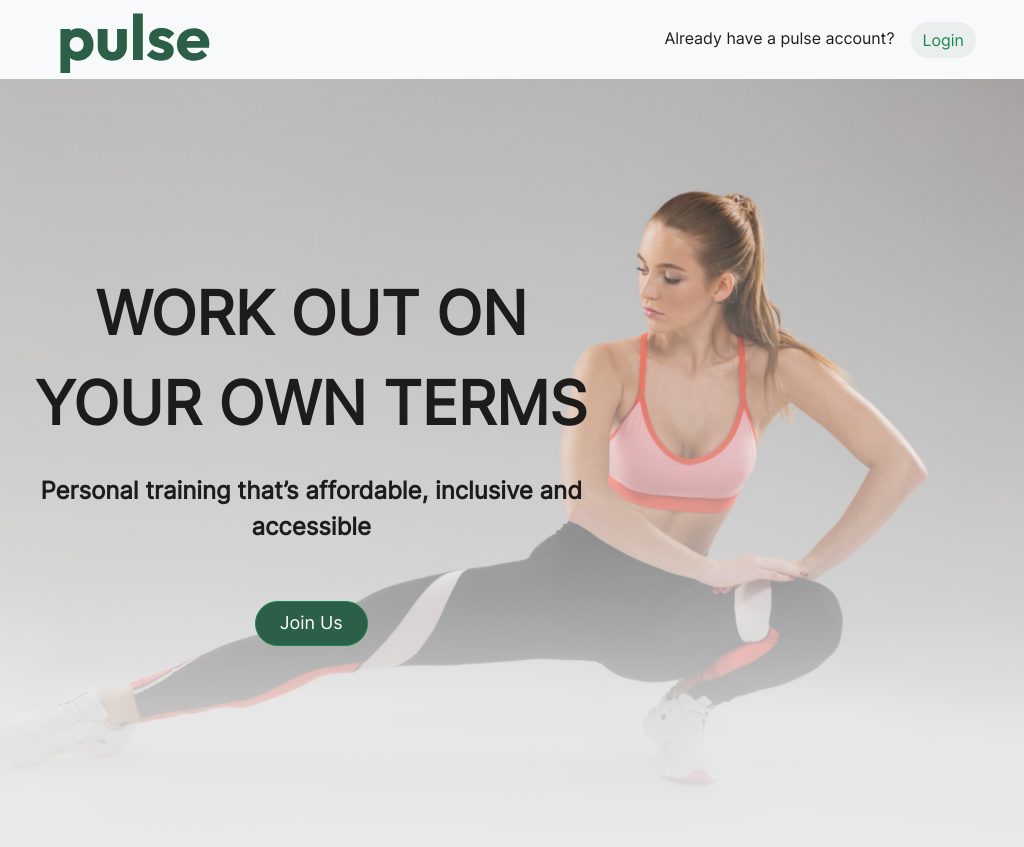 pulse
Already have a pulse account?
Login
WORK OUT ON
YOUR OWN TERMS
Personal training that’s affordable, inclusive and
accessible
Join Us